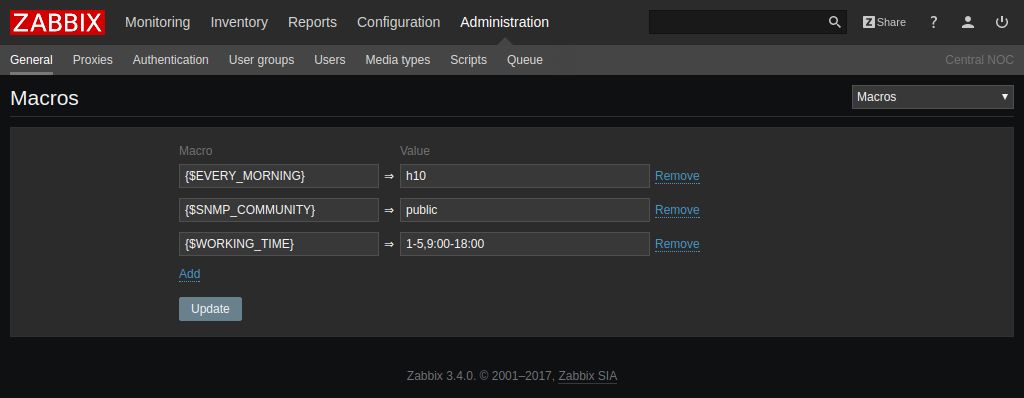 ZABBIX Monitoring Inventory Reports Configuration Administration Z Share ?
General Proxies Authentication User groups Users Media types Scripts Queue Central NOC
Macros Macros
Macro Value
{$EVERY_MORNING} ⇒ h10 Remove
{$SNMP_COMMUNITY} ⇒ public Remove
{$WORKING_TIME} ⇒ 1-5,9:00-18:00 Remove
Add
Update
Zabbix 3.4.0. © 2001–2017, Zabbix SIA